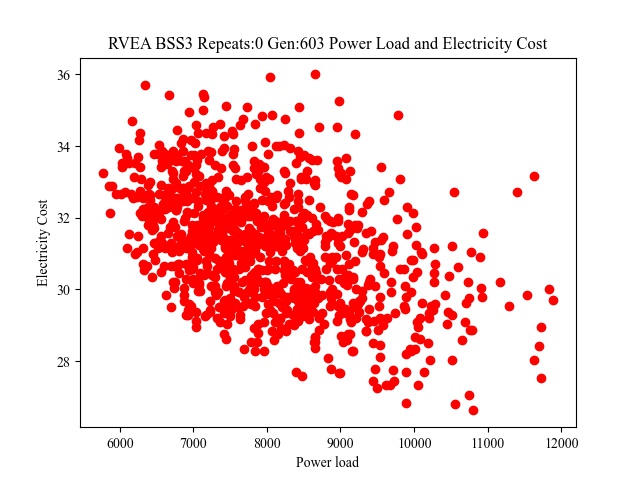 RVEA BSS3 Repeats:0 Gen:603 Power Load and Electricity Cost
36
34
32
30
28
Electricity Cost
6000 7000 8000 9000 10000 11000 12000
Power load